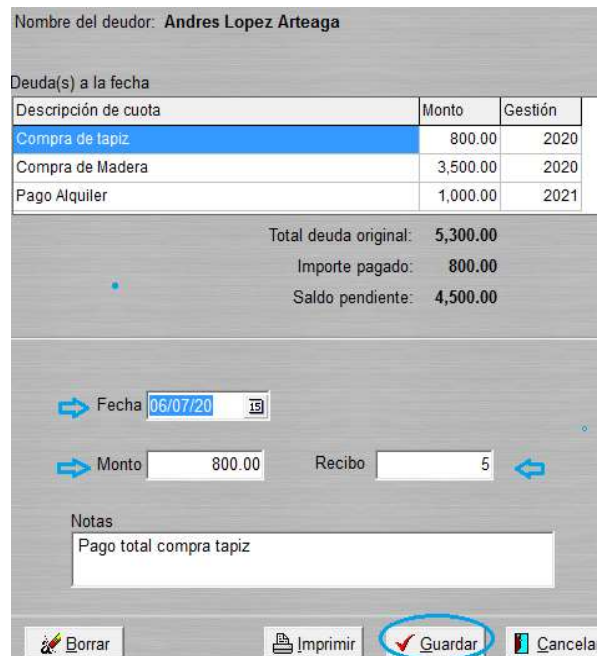 Nombre del deudor: Andres Lopez Arteaga
Deuda(s) a la fecha
Descripción de cuota Monto Gestión
Compra de tapiz 800.00 2020
Compra de Madera 3,500.00 2020
Pago Alquiler 1,000.00 2021
Total deuda original: 5,300.00
Importe pagado: 800.00
Saldo pendiente: 4,500.00
Fecha 06/07/20 15
Monto 800.00 Recibo 5
Notas
Pago total compra tapiz
Borrar Imprimir Guardar Cancelar